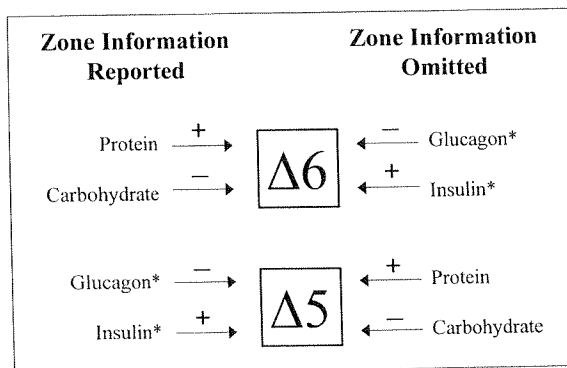 Zone Information
Reported
Zone Information
Omitted
Protein +
Carbohydrate −
Δ6
− Glucagon*
+ Insulin*
Glucagon* −
Insulin* +
Δ5
+ Protein
− Carbohydrate